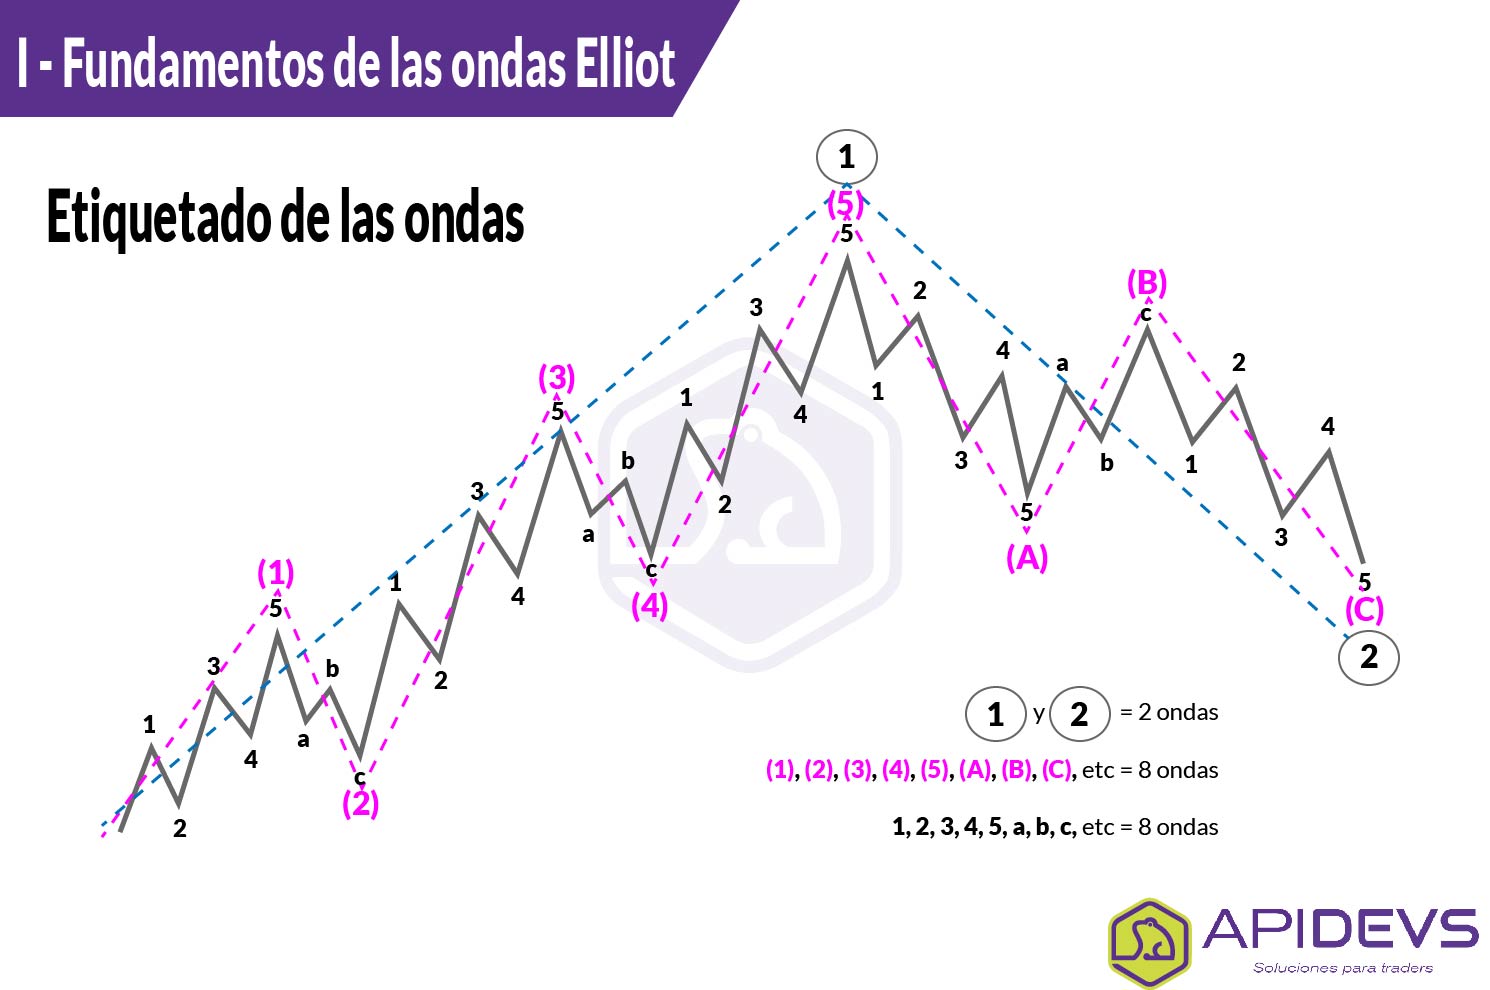 I - Fundamentos de las ondas Elliot
Etiquetado de las ondas
1
(5)
5
(B)
c
2
3
4
2
a
(3)
5
1
4
1
4
b
3
b
1
3
2
5
(A)
3
a
c
(4)
(1)
5
1
4
5
(C)
2
3
b
2
1
a
4
c
(2)
2
1 y 2 = 2 ondas
(1), (2), (3), (4), (5), (A), (B), (C), etc = 8 ondas
1, 2, 3, 4, 5, a, b, c, etc = 8 ondas
APIDEVS
Soluciones para traders